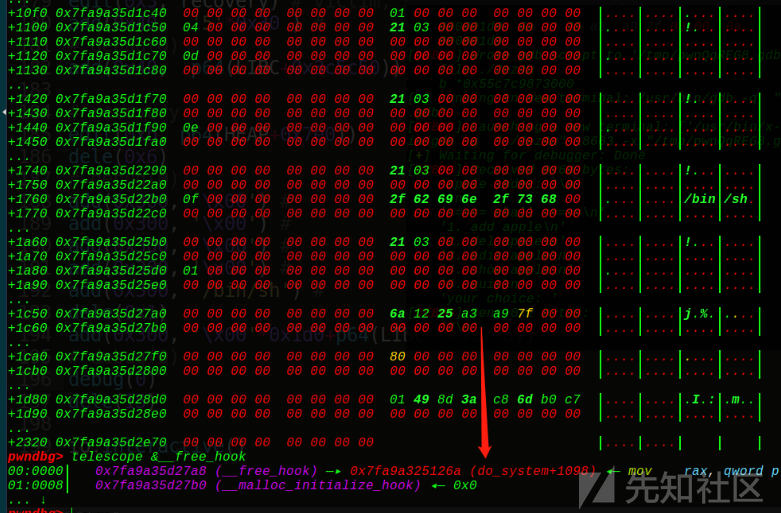 +10f0 0x7fa9a35d1c40 00 00 00 00 00 00 00 00 01 00 00 00 00 00 00 00 |....|....|....|....|
+1100 0x7fa9a35d1c50 04 00 00 00 00 00 00 00 21 03 00 00 00 00 00 00 |....|....|!...|....|
+1110 0x7fa9a35d1c60 00 00 00 00 00 00 00 00 00 00 00 00 00 00 00 00 |....|....|....|....|
+1120 0x7fa9a35d1c70 0d 00 00 00 00 00 00 00 00 00 00 00 00 00 00 00 |....|....|....|....|
+1130 0x7fa9a35d1c80 00 00 00 00 00 00 00 00 00 00 00 00 00 00 00 00 |....|....|....|....|
...
+1420 0x7fa9a35d1f70 00 00 00 00 00 00 00 00 21 03 00 00 00 00 00 00 |....|....|!...|....|
+1430 0x7fa9a35d1f80 00 00 00 00 00 00 00 00 00 00 00 00 00 00 00 00 |....|....|....|....|
+1440 0x7fa9a35d1f90 0e 00 00 00 00 00 00 00 00 00 00 00 00 00 00 00 |....|....|....|....|
+1450 0x7fa9a35d1fa0 00 00 00 00 00 00 00 00 00 00 00 00 00 00 00 00 |....|....|....|....|
...
+1740 0x7fa9a35d2290 00 00 00 00 00 00 00 00 21 03 00 00 00 00 00 00 |....|....|!...|....|
+1750 0x7fa9a35d22a0 00 00 00 00 00 00 00 00 00 00 00 00 00 00 00 00 |....|....|....|....|
+1760 0x7fa9a35d22b0 0f 00 00 00 00 00 00 00 2f 62 69 6e 2f 73 68 00 |....|....|/bin|/sh.|
+1770 0x7fa9a35d22c0 00 00 00 00 00 00 00 00 00 00 00 00 00 00 00 00 |....|....|....|....|
...
+1a60 0x7fa9a35d25b0 00 00 00 00 00 00 00 00 21 03 00 00 00 00 00 00 |....|....|!...|....|
+1a70 0x7fa9a35d25c0 00 00 00 00 00 00 00 00 00 00 00 00 00 00 00 00 |....|....|....|....|
+1a80 0x7fa9a35d25d0 01 00 00 00 00 00 00 00 00 00 00 00 00 00 00 00 |....|....|....|....|
+1a90 0x7fa9a35d25e0 00 00 00 00 00 00 00 00 00 00 00 00 00 00 00 00 |....|....|....|....|
...
+1c50 0x7fa9a35d27a0 00 00 00 00 00 00 00 00 6a 12 25 a3 a9 7f 00 00 |....|....|j.%.|....|
+1c60 0x7fa9a35d27b0 00 00 00 00 00 00 00 00 00 00 00 00 00 00 00 00 |....|....|....|....|
...
+1ca0 0x7fa9a35d27f0 00 00 00 00 00 00 00 00 80 00 00 00 00 00 00 00 |....|....|....|....|
+1cb0 0x7fa9a35d2800 00 00 00 00 00 00 00 00 00 00 00 00 00 00 00 00 |....|....|....|....|
...
+1d80 0x7fa9a35d28d0 00 00 00 00 00 00 00 00 01 49 8d 3a c8 6d b0 c7 |....|....|.I.:|.m..|
+1d90 0x7fa9a35d28e0 00 00 00 00 00 00 00 00 00 00 00 00 00 00 00 00 |....|....|....|....|
...
+2320 0x7fa9a35d2e70 00 00 00 00 00 00 00 00 |....|....|
pwndbg> telescope &__free_hook
00:0000│ 0x7fa9a35d27a8 (__free_hook) —▸ 0x7fa9a325126a (do_system+1098) ◂— mov rax, qword p
01:0008│ 0x7fa9a35d27b0 (__malloc_initialize_hook) ◂— 0x0
... ↓
pwndbg>
先知社区